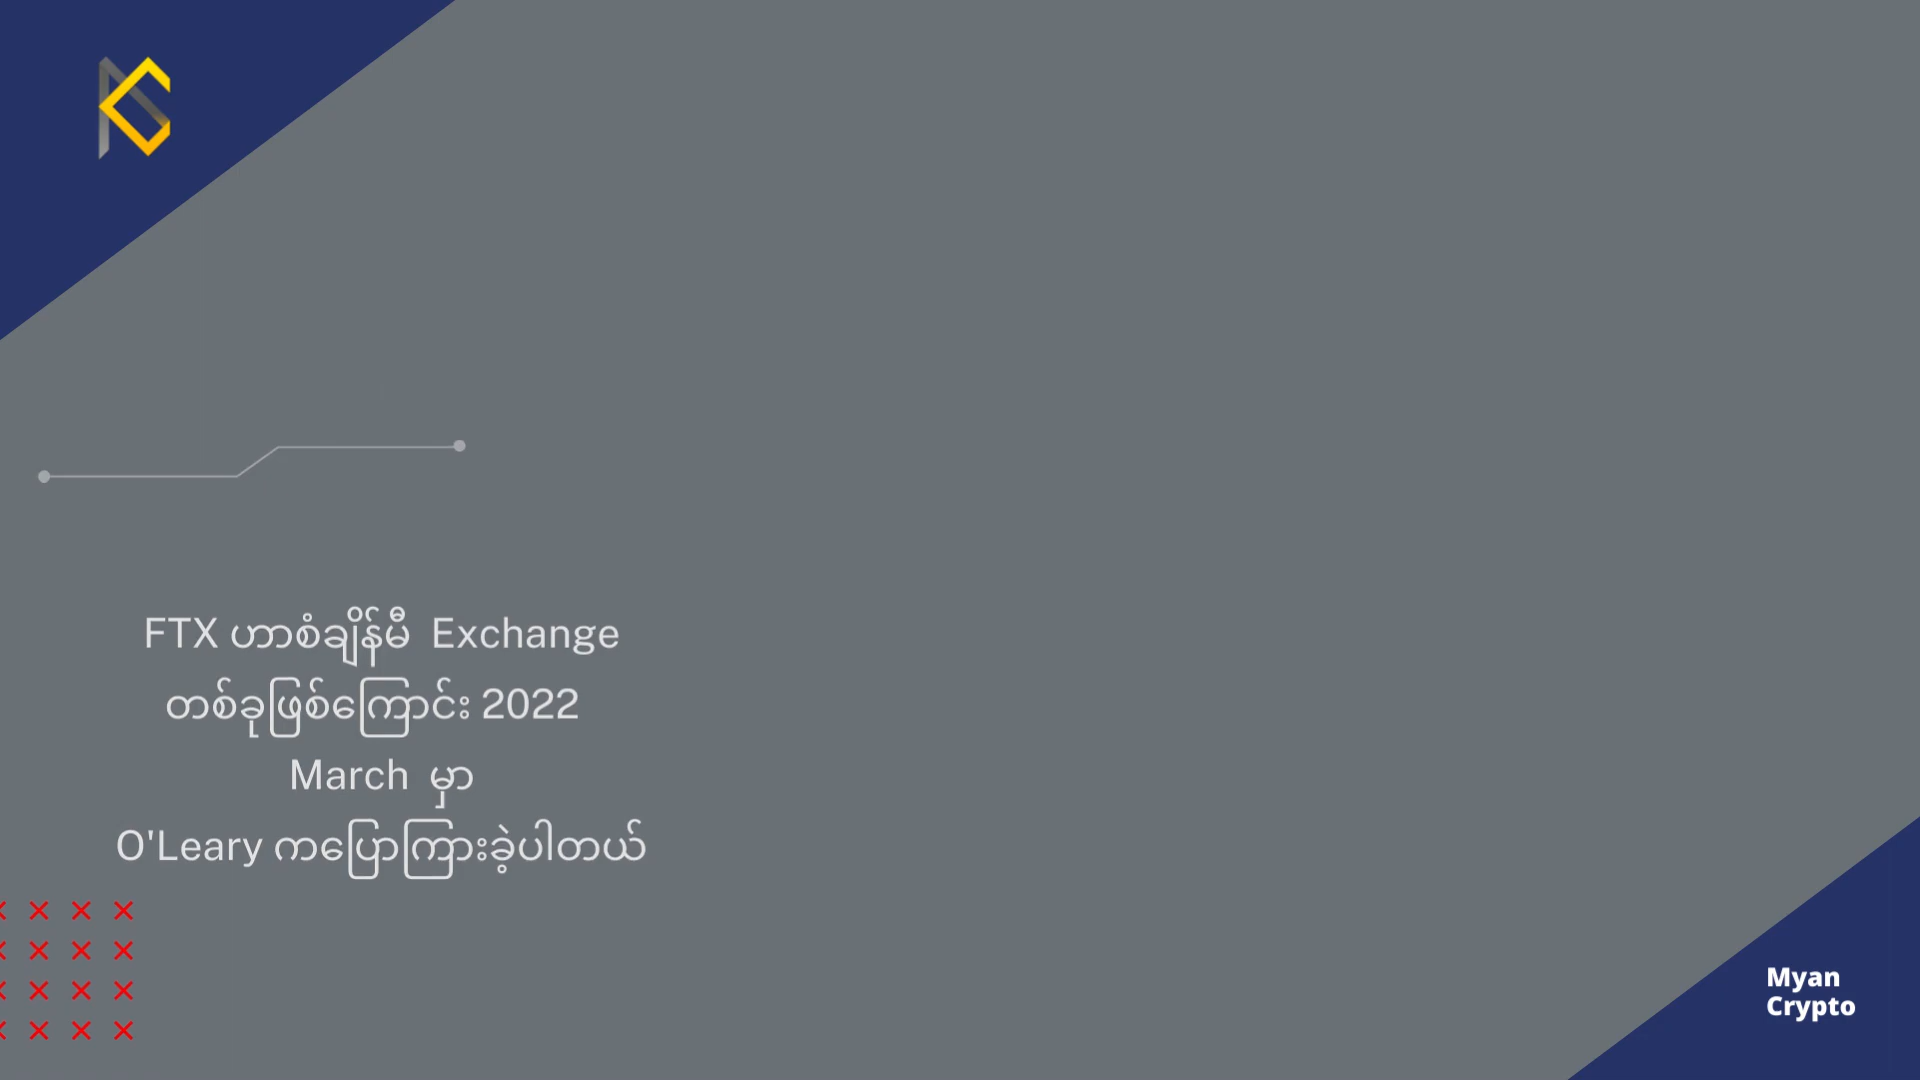 FTX ဟာစံချိန်မီ Exchange
တစ်ခုဖြစ်ကြောင်း 2022
March မှာ
O'Leary ကပြောကြားခဲ့ပါတယ်
Myan
Crypto